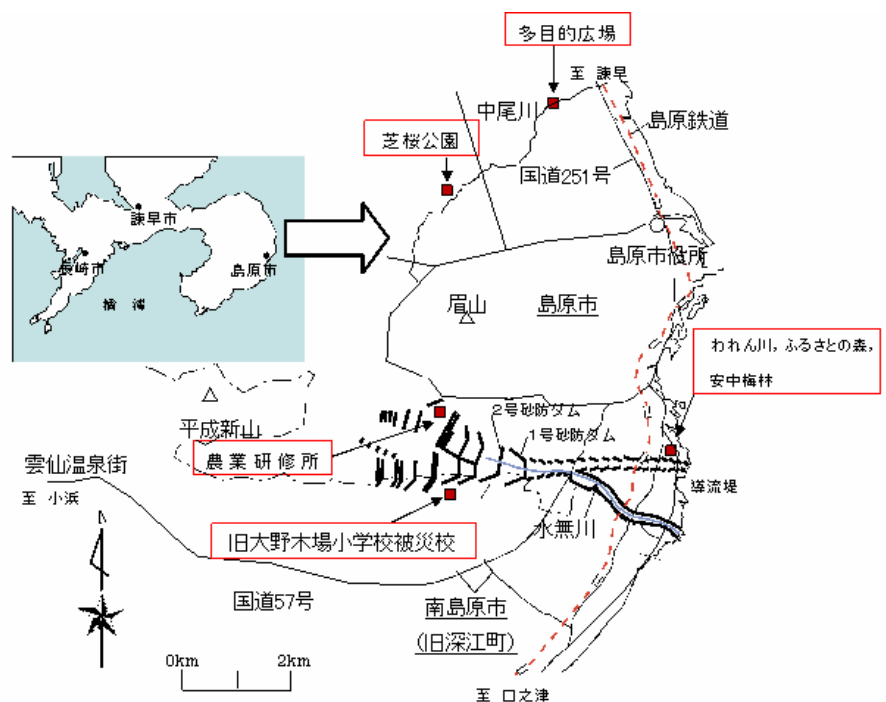 多目的広場
至 諫早
中尾川
島原鉄道
芝桜公園
国道251号
諫早市
長崎市
島原市
橘 湾
島原市役所
眉山
島原市
われん川，ふるさとの森，
安中梅林
2号砂防ダム
平成新山
1号砂防ダム
農業研修所
雲仙温泉街
至 小浜
導流堤
旧大野木場小学校被災校
水無川
国道57号
南島原市
(旧深江町)
0km
2km
至 口之津